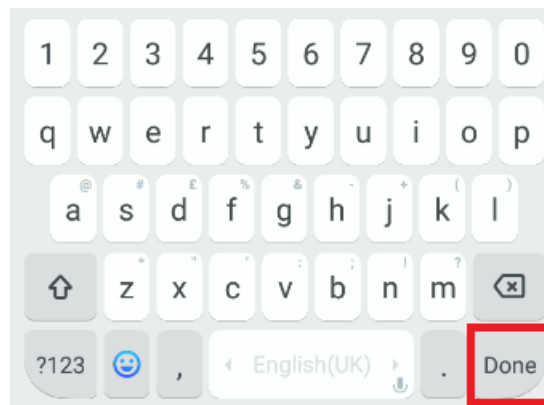 1 2 3 4 5 6 7 8 9 0
q w e r t y u i o p
@ # £ % & - + ( )
a s d f g h j k l
* " ' : ; ! ?
z x c v b n m
?123 , English(UK) . Done